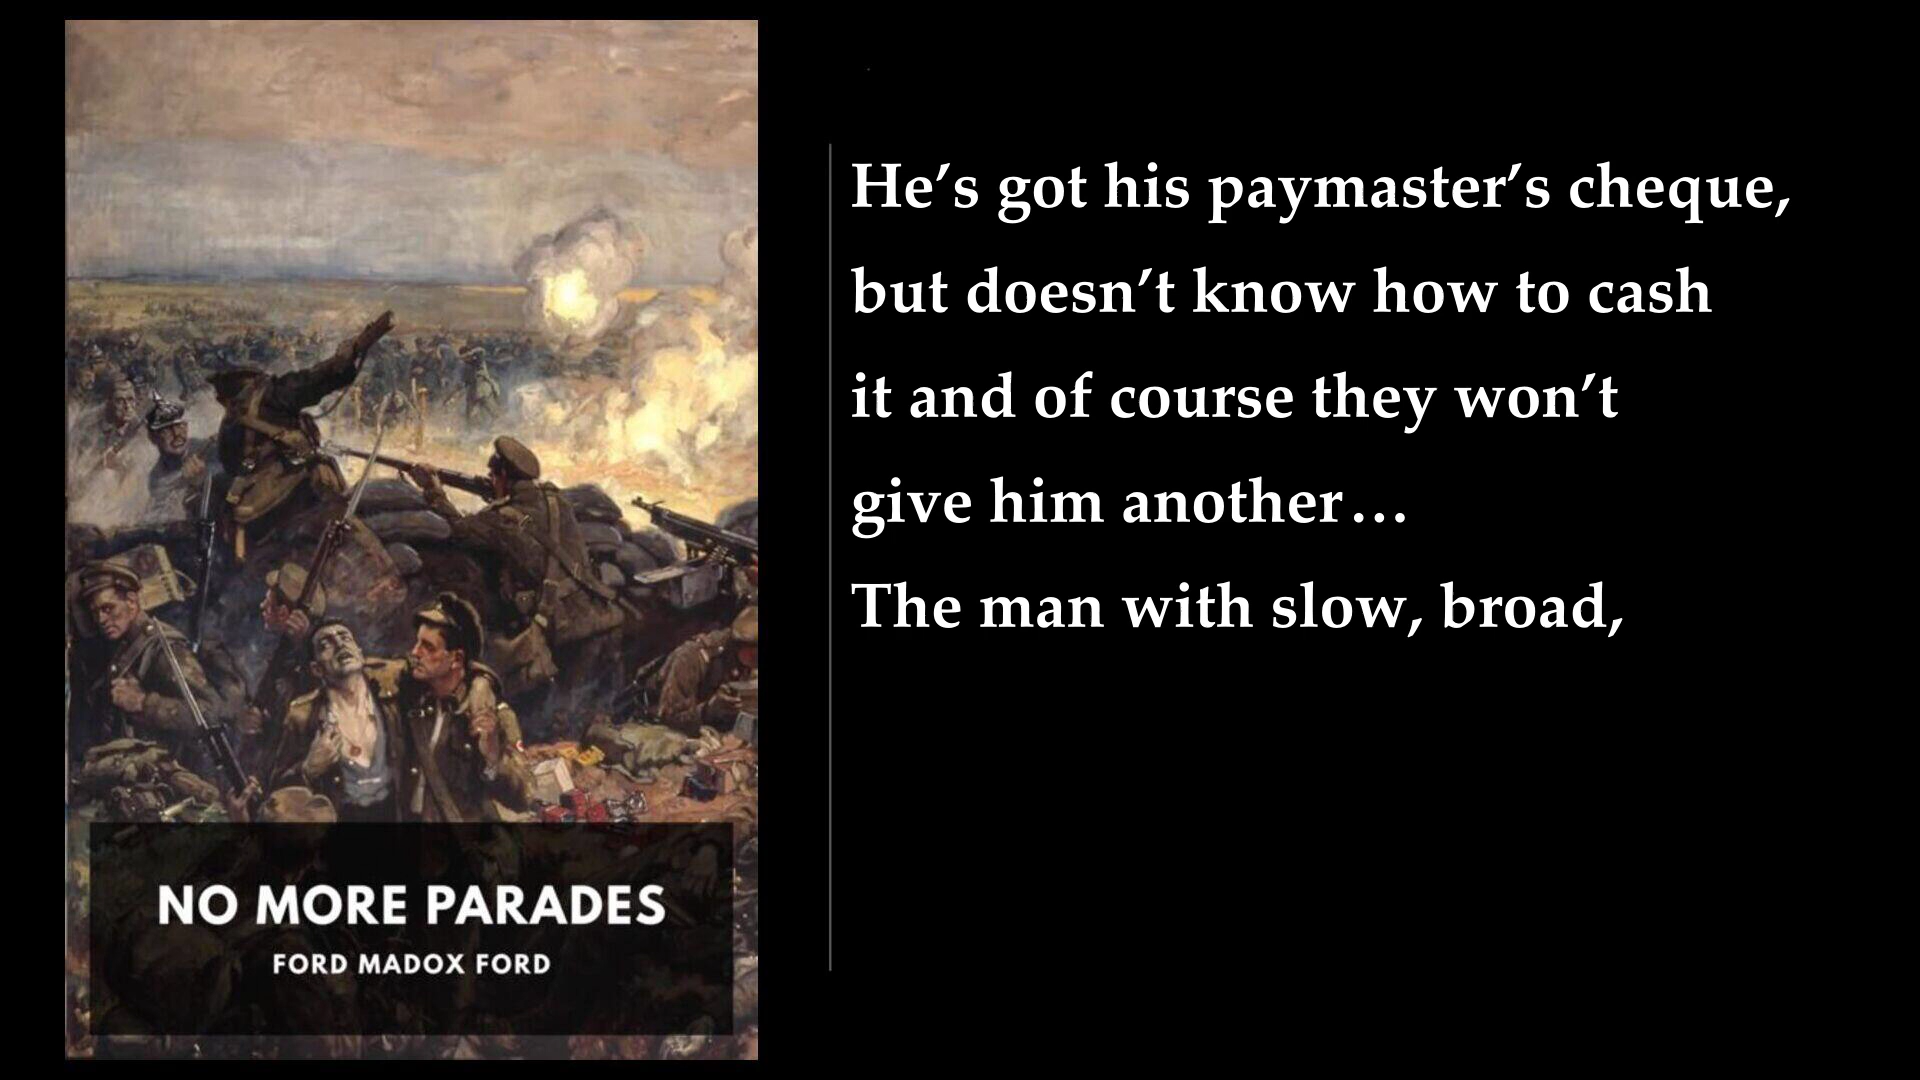 NO MORE PARADES
FORD MADOX FORD
He’s got his paymaster’s cheque,
but doesn’t know how to cash
it and of course they won’t
give him another…
The man with slow, broad,